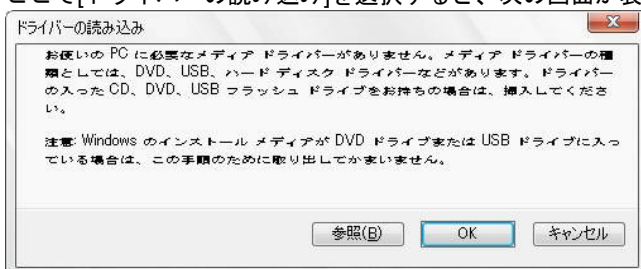 ここで[ドライバーの読み込み]を選択すると、次の画面が表
ドライバーの読み込み
お使いの PC に必要なメディア ドライバーがありません。メディア ドライバーの種
類としては、DVD、USB、ハード ディスク ドライバーなどがあります。ドライバー
の入った CD、DVD、USB フラッシュ ドライブをお持ちの場合は、挿入してくださ
い。
注意: Windows のインストール メディアが DVD ドライブまたは USB ドライブに入っ
ている場合は、この手順のために取り出してかまいません。
参照(B)
OK
キャンセル